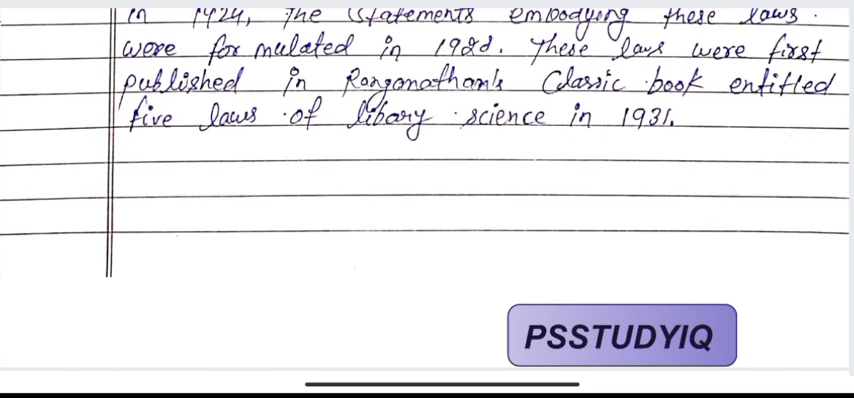 in 1924, The statements embodying these laws.
were for mulated in 1928. These laws were first
published in Ranganathan's Classic book entitled
five laws of libary science in 1931.
PSSTUDYIQ